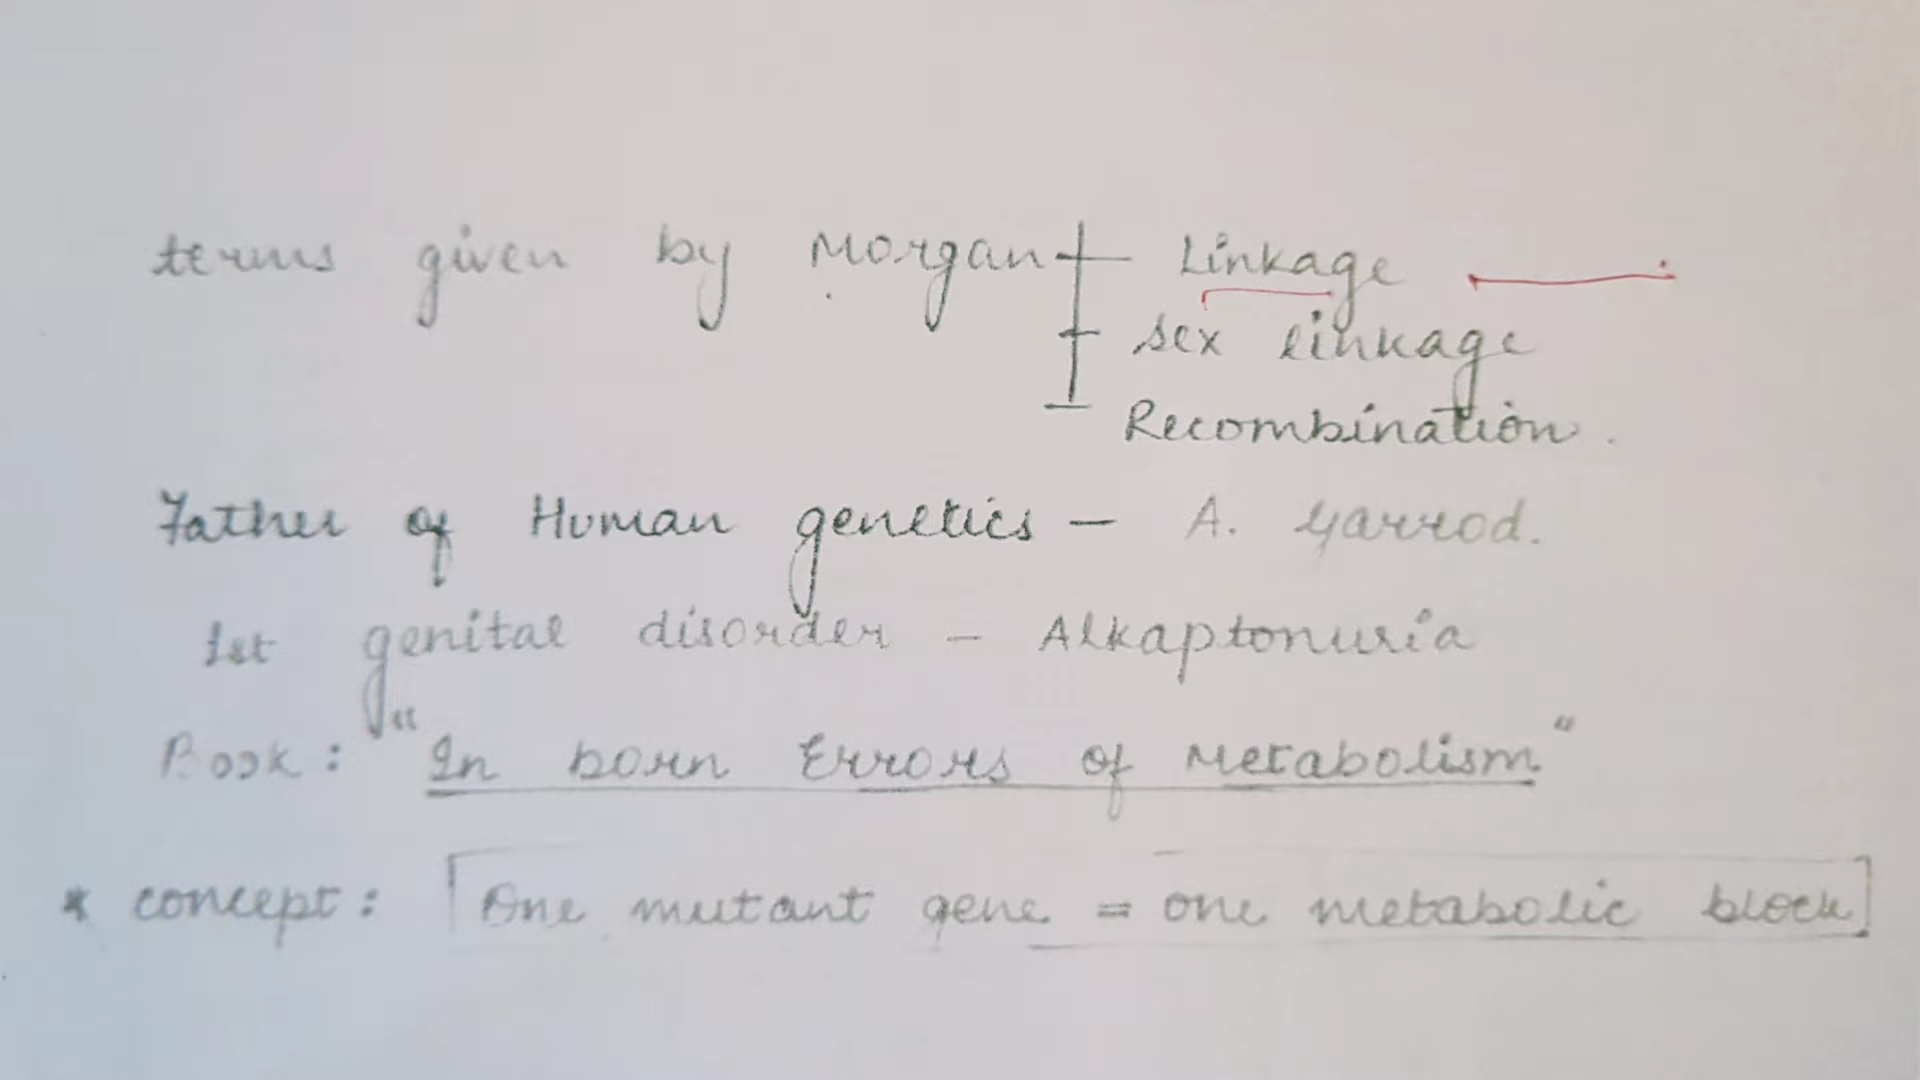 terms given by Morgan Linkage
sex linkage
Recombination.
Father of Human genetics - A. Garrod.
1st genital disorder - Alkaptonuria
Book: "In born Errors of Metabolism"
* concept: One mutant gene = one metabolic block